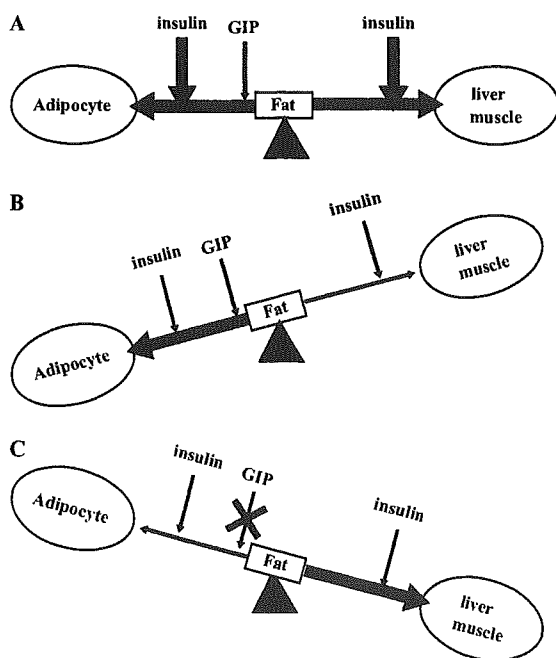 A
insulin
GIP
insulin
Adipocyte
Fat
liver
muscle
B
insulin
GIP
insulin
Adipocyte
Fat
liver
muscle
C
insulin
GIP
insulin
Adipocyte
Fat
liver
muscle